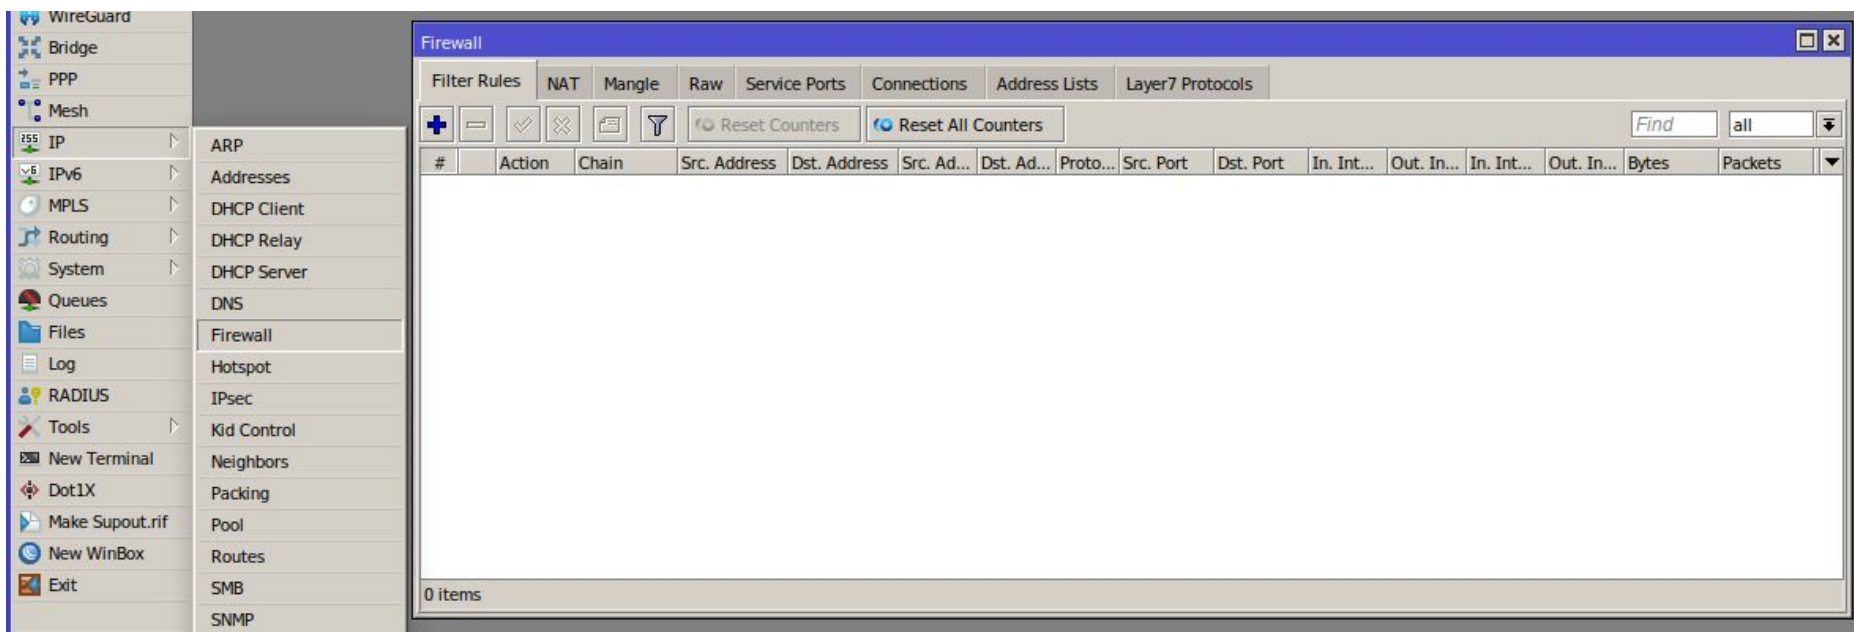 WireGuard
Bridge
PPP
Mesh
255 IP
v6 IPv6
MPLS
Routing
System
Queues
Files
Log
RADIUS
Tools
New Terminal
Dot1X
Make Supout.rif
New WinBox
Exit
ARP
Addresses
DHCP Client
DHCP Relay
DHCP Server
DNS
Firewall
Hotspot
IPsec
Kid Control
Neighbors
Packing
Pool
Routes
SMB
SNMP
Firewall
Filter Rules NAT Mangle Raw Service Ports Connections Address Lists Layer7 Protocols
Reset Counters Reset All Counters Find all
# Action Chain Src. Address Dst. Address Src. Ad... Dst. Ad... Proto... Src. Port Dst. Port In. Int... Out. In... In. Int... Out. In... Bytes Packets
0 items